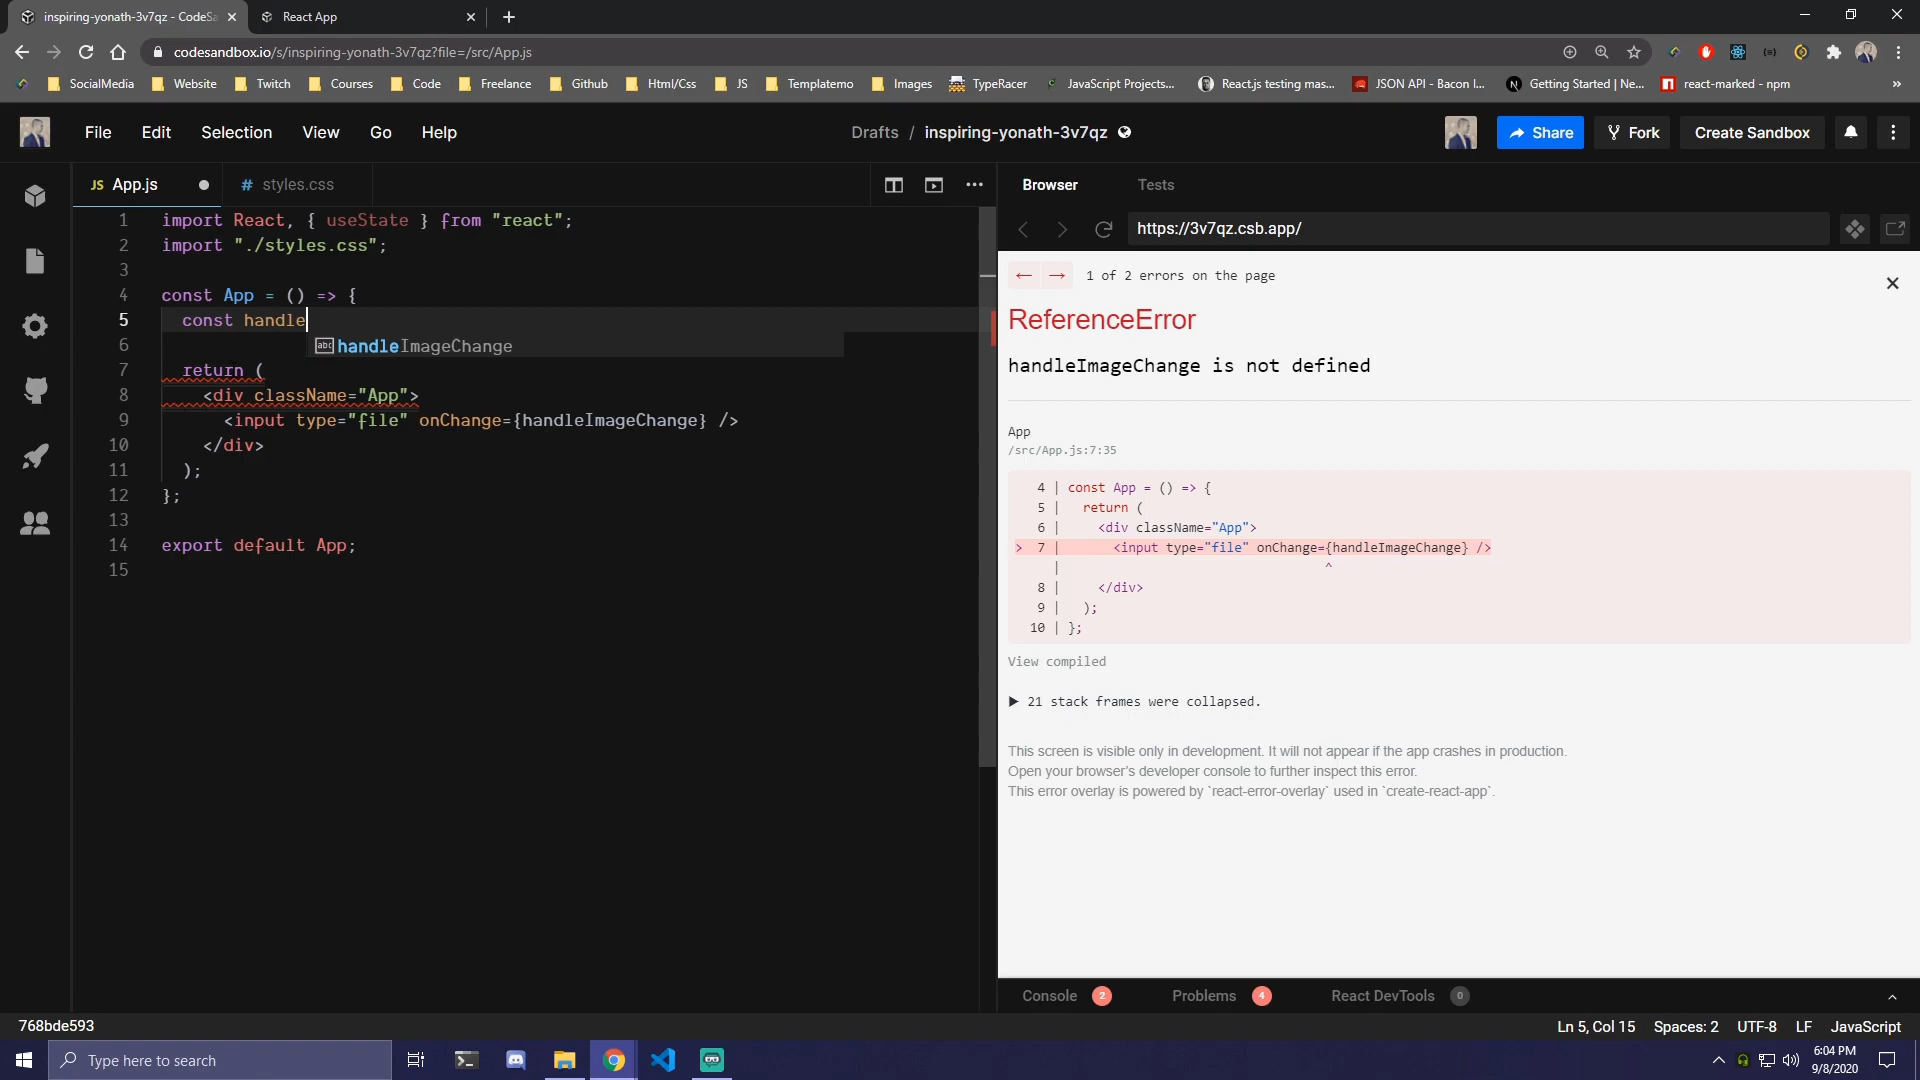 inspiring-yonath-3v7qz - CodeSa
React App
codesandbox.io/s/inspiring-yonath-3v7qz?file=/src/App.js
SocialMedia Website Twitch Courses Code Freelance Github Html/Css JS Templatemo Images TypeRacer JavaScript Projects... React.js testing mas... JSON API - Bacon I... Getting Started | Ne... react-marked - npm »
File Edit Selection View Go Help
Drafts / inspiring-yonath-3v7qz
Share Fork Create Sandbox
JS App.js # styles.css
1 import React, { useState } from "react";
2 import "./styles.css";
3
4 const App = () => {
5 const handle
handleImageChange
6
7 return (
8 <div className="App">
9 <input type="file" onChange={handleImageChange} />
10 </div>
11 );
12 };
13
14 export default App;
15
Browser Tests
https://3v7qz.csb.app/
← → 1 of 2 errors on the page
ReferenceError
handleImageChange is not defined
App
/src/App.js:7:35
4 | const App = () => {
5 | return (
6 | <div className="App">
> 7 | <input type="file" onChange={handleImageChange} />
| ^
8 | </div>
9 | );
10 | };
View compiled
▶ 21 stack frames were collapsed.
This screen is visible only in development. It will not appear if the app crashes in production.
Open your browser’s developer console to further inspect this error.
This error overlay is powered by `react-error-overlay` used in `create-react-app`.
Console 2 Problems 4 React DevTools 0
768bde593
Ln 5, Col 15 Spaces: 2 UTF-8 LF JavaScript
Type here to search
6:04 PM
9/8/2020